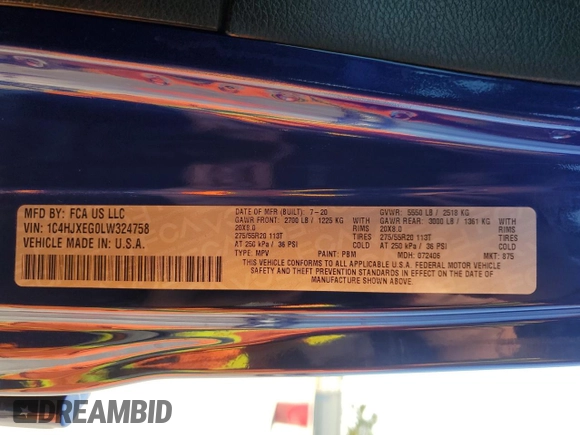 MFD BY: FCA US LLC
VIN: 1C4HJXEG0LW324758
VEHICLE MADE IN: U.S.A.
DATE OF MFR (BUILT): 7-20
GAWR FRONT: 2700 LB / 1225 KG WITH
20X8.0 RIMS
275/55R20 113T TIRES
AT 250 kPa / 36 PSI COLD
TYPE: MPV PAINT: PBM
GVWR: 5550 LB / 2518 KG
GAWR REAR: 3000 LB / 1361 KG WITH
20X8.0 RIMS
275/55R20 113T TIRES
AT 250 kPa / 36 PSI COLD
MDH: 072406 MKT: 875
THIS VEHICLE CONFORMS TO ALL APPLICABLE U.S.A. FEDERAL MOTOR VEHICLE
SAFETY AND THEFT PREVENTION STANDARDS IN EFFECT ON THE DATE OF
MANUFACTURE SHOWN ABOVE.
DREAMBID